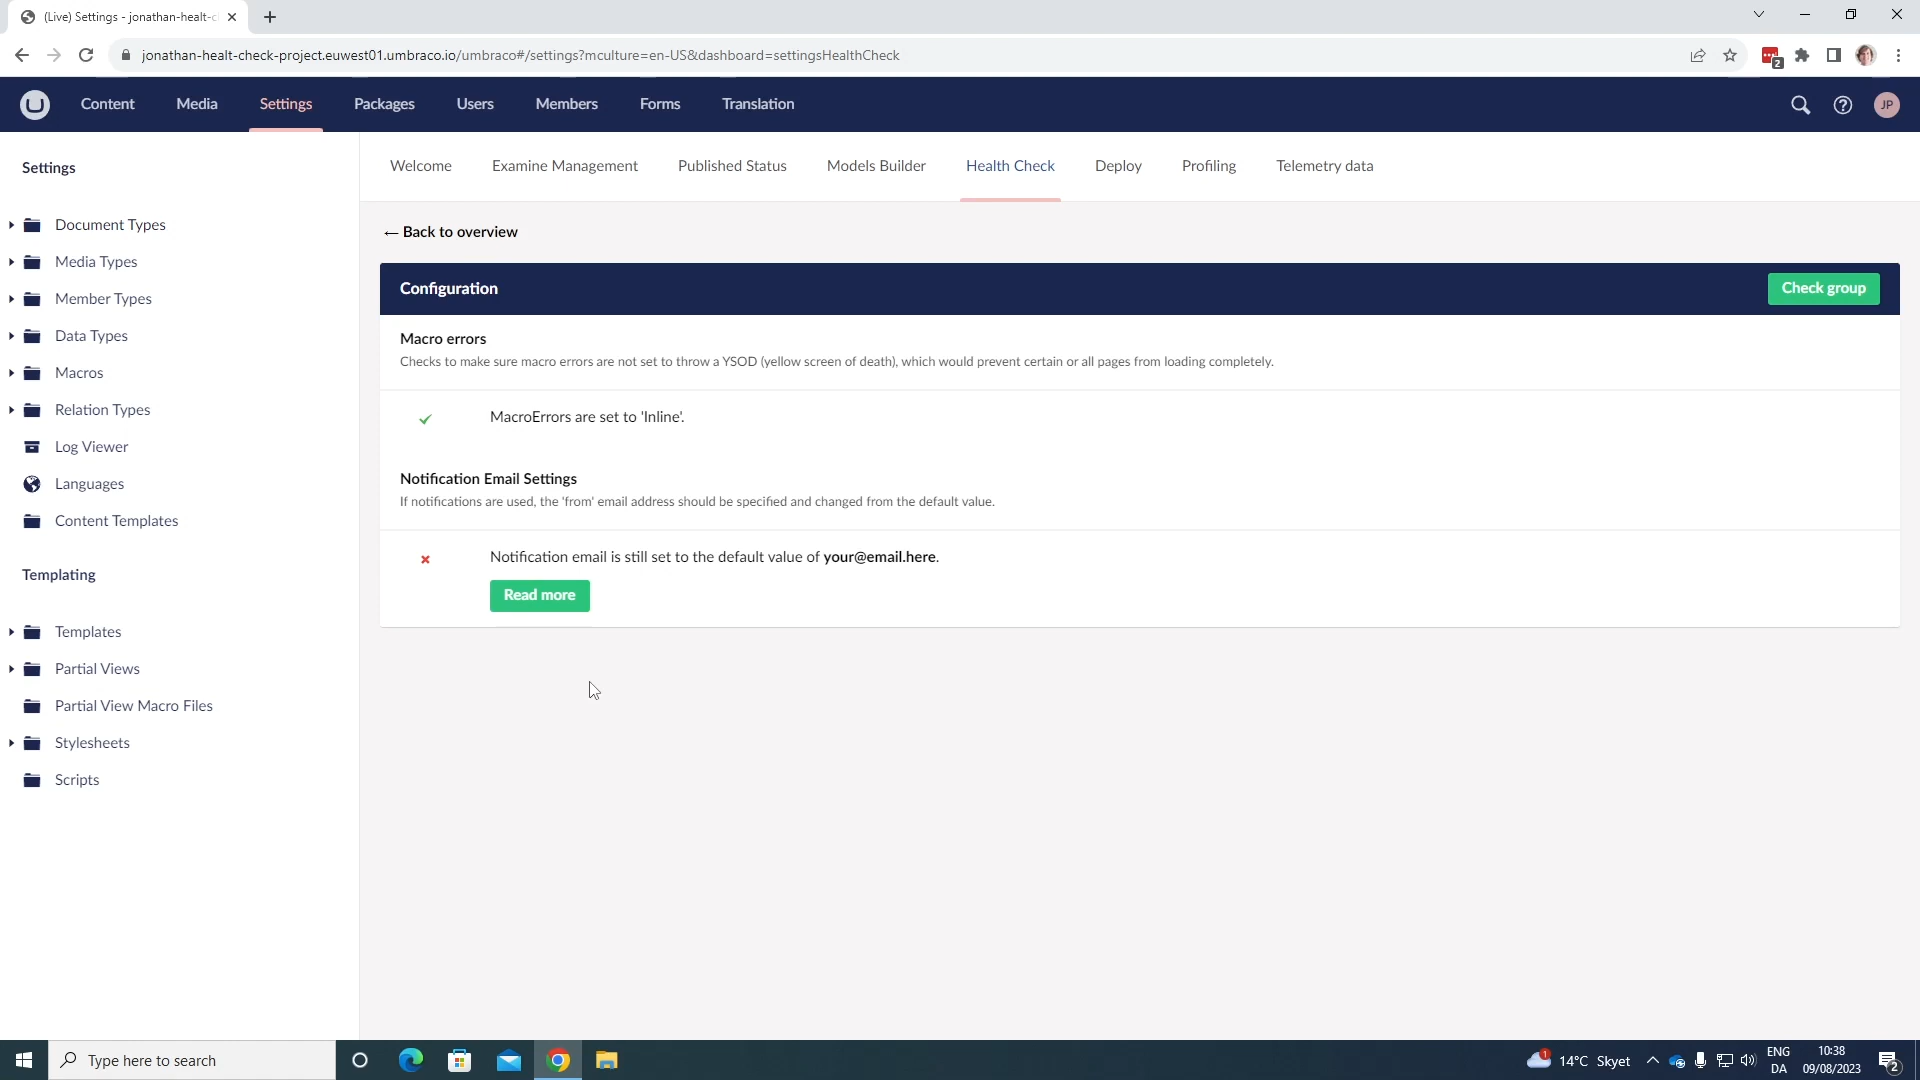 (Live) Settings - jonathan-healt-c
jonathan-healt-check-project.euwest01.umbraco.io/umbraco#/settings?mculture=en-US&dashboard=settingsHealthCheck
2
Content Media Settings Packages Users Members Forms Translation
JP
Settings
Document Types
Media Types
Member Types
Data Types
Macros
Relation Types
Log Viewer
Languages
Content Templates
Templating
Templates
Partial Views
Partial View Macro Files
Stylesheets
Scripts
Welcome Examine Management Published Status Models Builder Health Check Deploy Profiling Telemetry data
← Back to overview
Configuration
Check group
Macro errors
Checks to make sure macro errors are not set to throw a YSOD (yellow screen of death), which would prevent certain or all pages from loading completely.
MacroErrors are set to 'Inline'.
Notification Email Settings
If notifications are used, the 'from' email address should be specified and changed from the default value.
Notification email is still set to the default value of your@email.here.
Read more
Type here to search
1
14°C Skyet
ENG
DA
10:38
09/08/2023
2